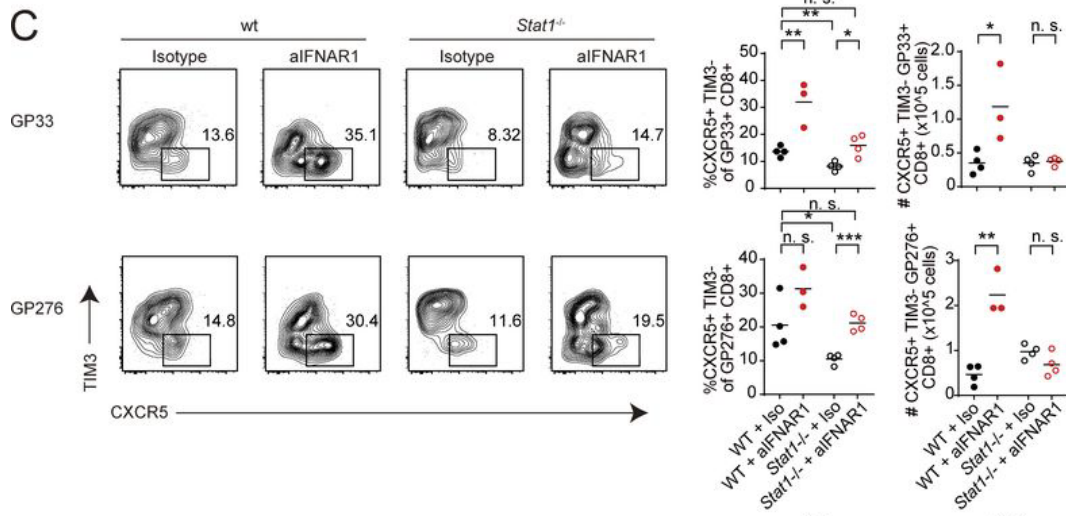 C
wt
Stat1-/-
Isotype
aIFNAR1
Isotype
aIFNAR1
GP33
13.6
35.1
8.32
14.7
GP276
14.8
30.4
11.6
19.5
TIM3
CXCR5
n. s.
**
**
*
50
40
30
20
10
0
%CXCR5+ TIM3-
of GP33+ CD8+
*
n. s.
2.0
1.5
1.0
0.5
0
# CXCR5+ TIM3- GP33+
CD8+ (x10^5 cells)
n. s.
*
n. s.
***
40
30
20
10
0
%CXCR5+ TIM3-
of GP276+ CD8+
WT + Iso
WT + aIFNAR1
Stat1-/- + Iso
Stat1-/- + aIFNAR1
**
n. s.
3
2
1
0
# CXCR5+ TIM3- GP276+
CD8+ (x10^5 cells)
WT + Iso
WT + aIFNAR1
Stat1-/- + Iso
Stat1-/- + aIFNAR1